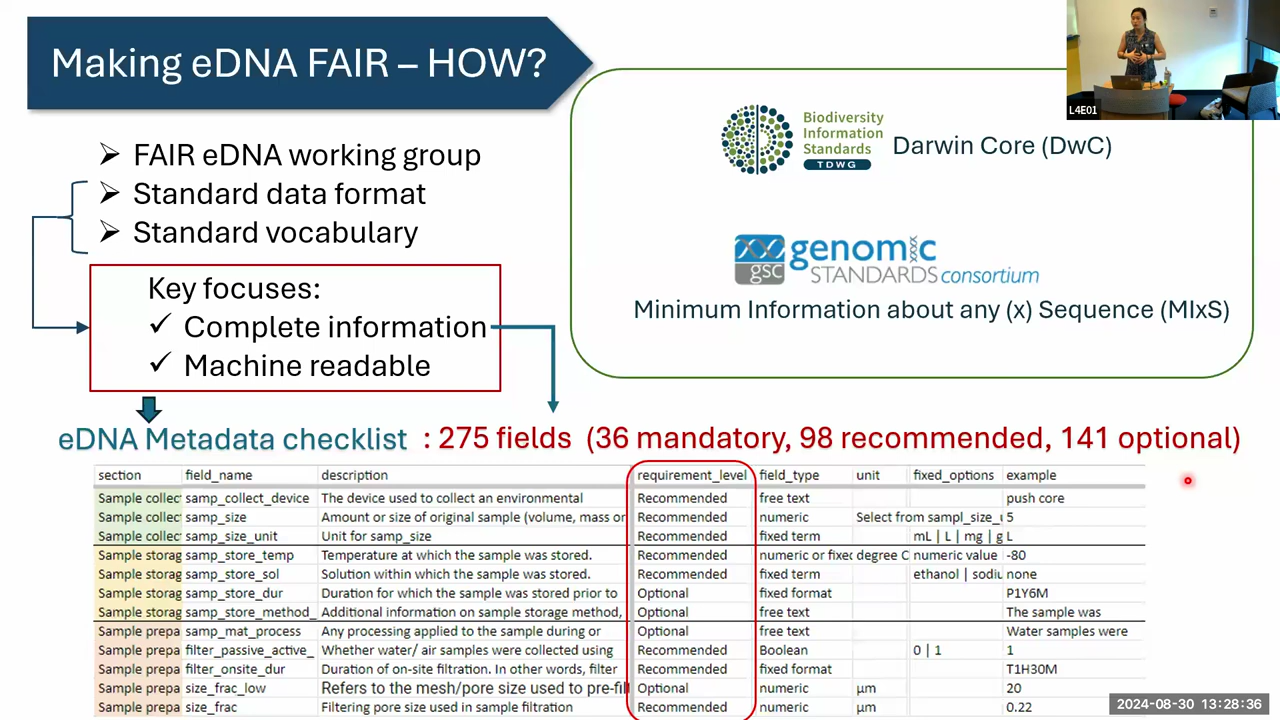 Making eDNA FAIR – HOW?
L4E01
FAIR eDNA working group
Standard data format
Standard vocabulary
Key focuses:
Complete information
Machine readable
Biodiversity
Information
Standards
TDWG
Darwin Core (DwC)
gsc
genomic
STANDARDS consortium
Minimum Information about any (x) Sequence (MIxS)
eDNA Metadata checklist : 275 fields (36 mandatory, 98 recommended, 141 optional)
section field_name description requirement_level field_type unit fixed_options example
Sample collec samp_collect_device The device used to collect an environmental Recommended free text push core
Sample collec samp_size Amount or size of original sample (volume, mass or Recommended numeric Select from sampl_size_u 5
Sample collec samp_size_unit Unit for samp_size Recommended fixed term mL | L | mg | g L
Sample storag samp_store_temp Temperature at which the sample was stored. Recommended numeric or fixed degree C numeric value -80
Sample storag samp_store_sol Solution within which the sample was stored. Recommended fixed term ethanol | sodiu none
Sample storag samp_store_dur Duration for which the sample was stored prior to Optional fixed format P1Y6M
Sample storag samp_store_method_ Additional information on sample storage method, Optional free text The sample was
Sample prepa samp_mat_process Any processing applied to the sample during or Optional free text Water samples were
Sample prepa filter_passive_active_ Whether water/ air samples were collected using Recommended Boolean 0 | 1 1
Sample prepa filter_onsite_dur Duration of on-site filtration. In other words, filter Recommended fixed format T1H30M
Sample prepa size_frac_low Refers to the mesh/pore size used to pre-fil Optional numeric µm 20
Sample prepa size_frac Filtering pore size used in sample filtration Recommended numeric µm 0.22
2024-08-30 13:28:36